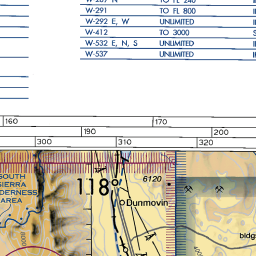 W-291
TO FL 800
W-292 E, W
UNLIMITED
W-412
TO 3000
W-532 E, N, S
UNLIMITED
W-537
UNLIMITED
160
170
190
200
300
310
320
SOUTH
SIERRA
WILDERNESS
AREA
118°
6120
Dunmovin